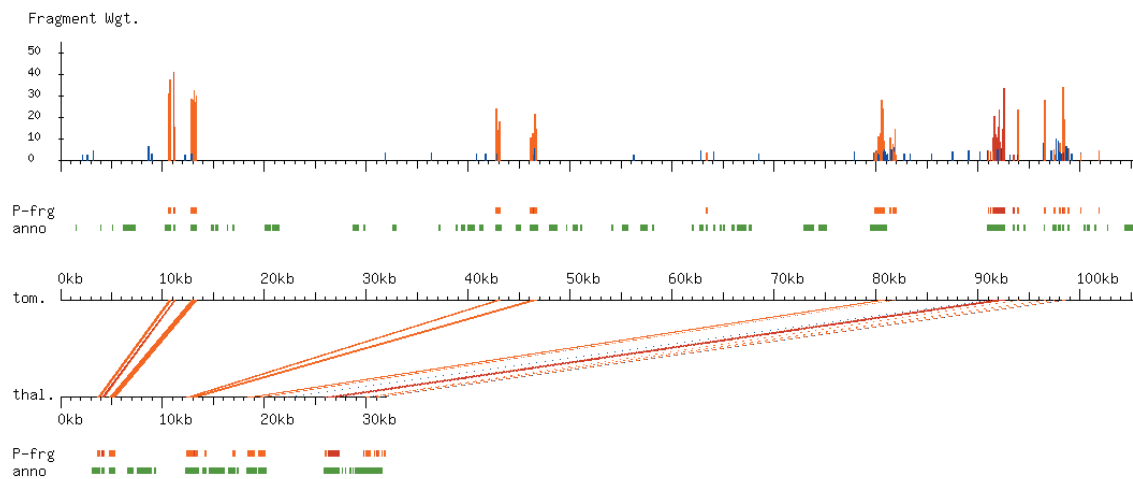 Fragment Wgt.
50
40
30
20
10
0
P-frg
anno
0kb 10kb 20kb 30kb 40kb 50kb 60kb 70kb 80kb 90kb 100kb
tom.
thal.
0kb 10kb 20kb 30kb
P-frg
anno